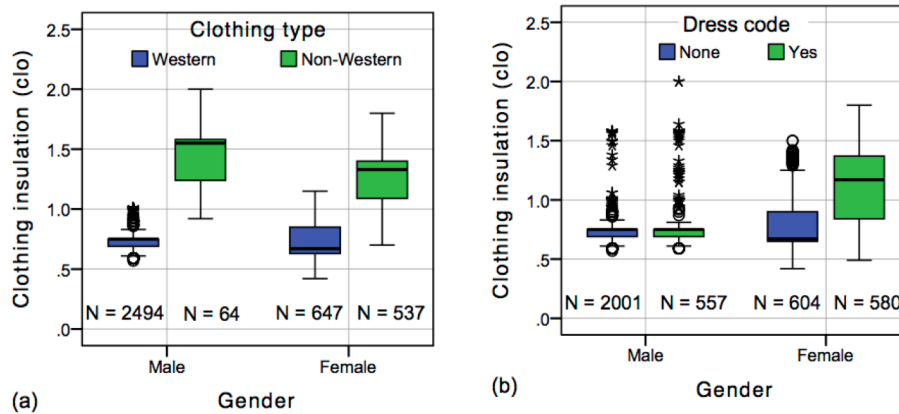 Clothing type
Western
Non-Western
Clothing insulation (clo)
2.5
2.0
1.5
1.0
.5
.0
N = 2494
N = 64
N = 647
N = 537
Male
Female
(a)
Gender
Dress code
None
Yes
Clothing insulation (clo)
2.5
2.0
1.5
1.0
.5
.0
N = 2001
N = 557
N = 604
N = 580
Male
Female
(b)
Gender